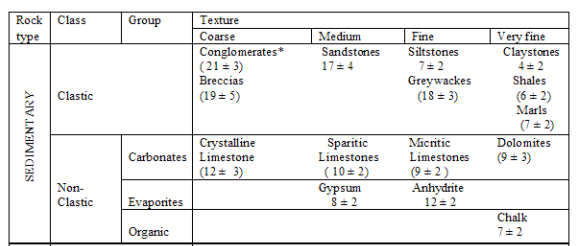 Rock Class Group Texture
type Coarse Medium Fine Very fine
Conglomerates* Sandstones Siltstones Claystones
( 21 ± 3) 17 ± 4 7 ± 2 4 ± 2
Breccias Greywackes Shales
(19 ± 5) (18 ± 3) (6 ± 2)
Clastic
Marls
(7 ± 2)
SEDIMENTARY
Crystalline Sparitic Micritic Dolomites
Carbonates Limestone Limestones Limestones (9 ± 3)
(12 ± 3) ( 10 ± 2) (9 ± 2 )
Non- Gypsum Anhydrite
Clastic Evaporites 8 ± 2 12 ± 2
Chalk
Organic 7 ± 2